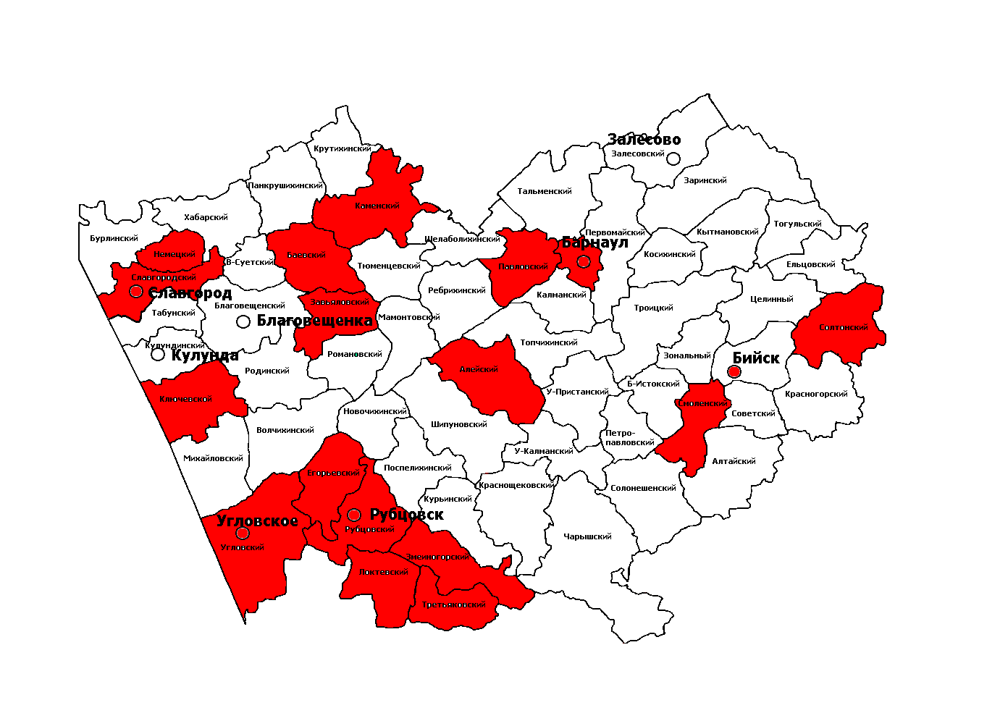 Залесово
Крутихинский
Залесовский
Заринский
Панкрушихинский
Тальменский
Каменский
Хабарский
Тогульский
Первомайский
Кытмановский
Бурлинский
Шелаболихинский
Барнаул
Немецкий
Баевский
Косихинский
В-Суетский
Тюменцевский
Павловский
Ельцовский
Славгородский
Славгород
Ребрихинский
Калманский
Целинный
Завьяловский
Благовещенский
Троицкий
Табунский
Благовещенка
Мамонтовский
Солтонский
Топчихинский
Кулундинский
Кулунда
Романовский
Зональный
Бийск
Родинский
Алейский
Б-Истокский
У-Пристанский
Красногорский
Ключевской
Смоленский
Новочихинский
Советский
Шипуновский
Волчихинский
Петро-
павловский
У-Калманский
Михайловский
Алтайский
Поспелихинский
Егорьевский
Краснощековский
Солонешенский
Курьинский
Рубцовск
Угловское
Рубцовский
Чарышский
Угловский
Змеиногорский
Локтевский
Третьяковский